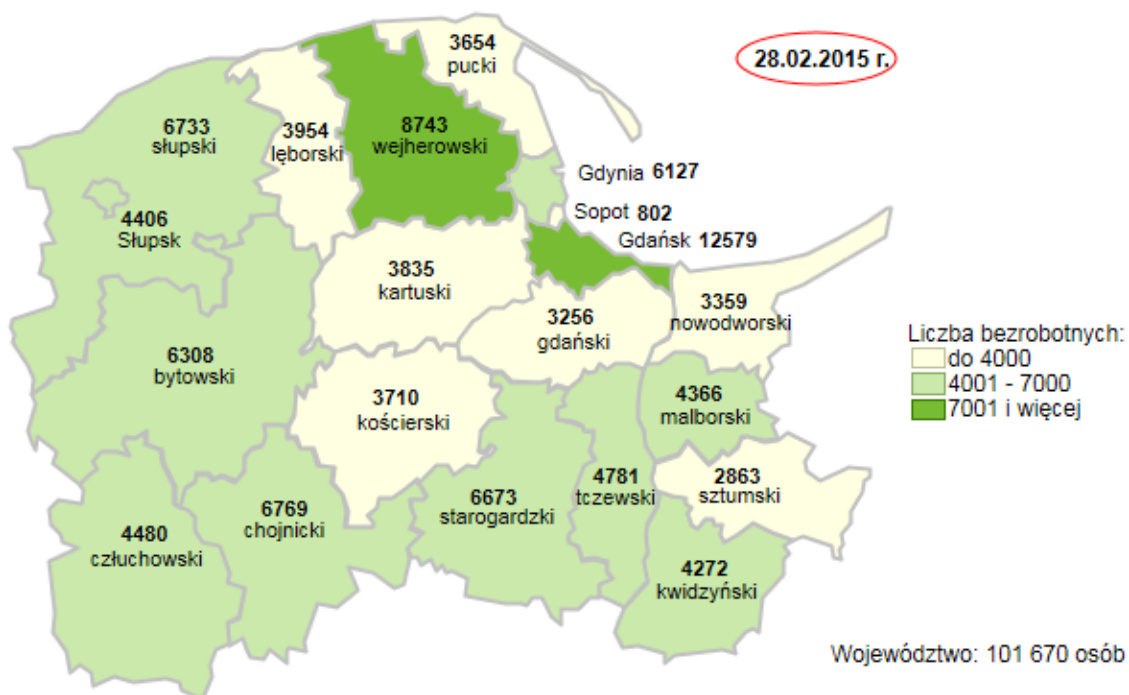 3654
pucki
28.02.2015 r.
6733
słupski
3954
lęborski
8743
wejherowski
Gdynia 6127
Sopot 802
Gdańsk 12579
4406
Słupsk
3835
kartuski
3256
gdański
3359
nowodworski
Liczba bezrobotnych:
do 4000
4001 - 7000
7001 i więcej
6308
bytowski
3710
kościerski
4366
malborski
4480
człuchowski
6769
chojnicki
6673
starogardzki
4781
tczewski
2863
sztumski
4272
kwidzyński
Województwo: 101 670 osób